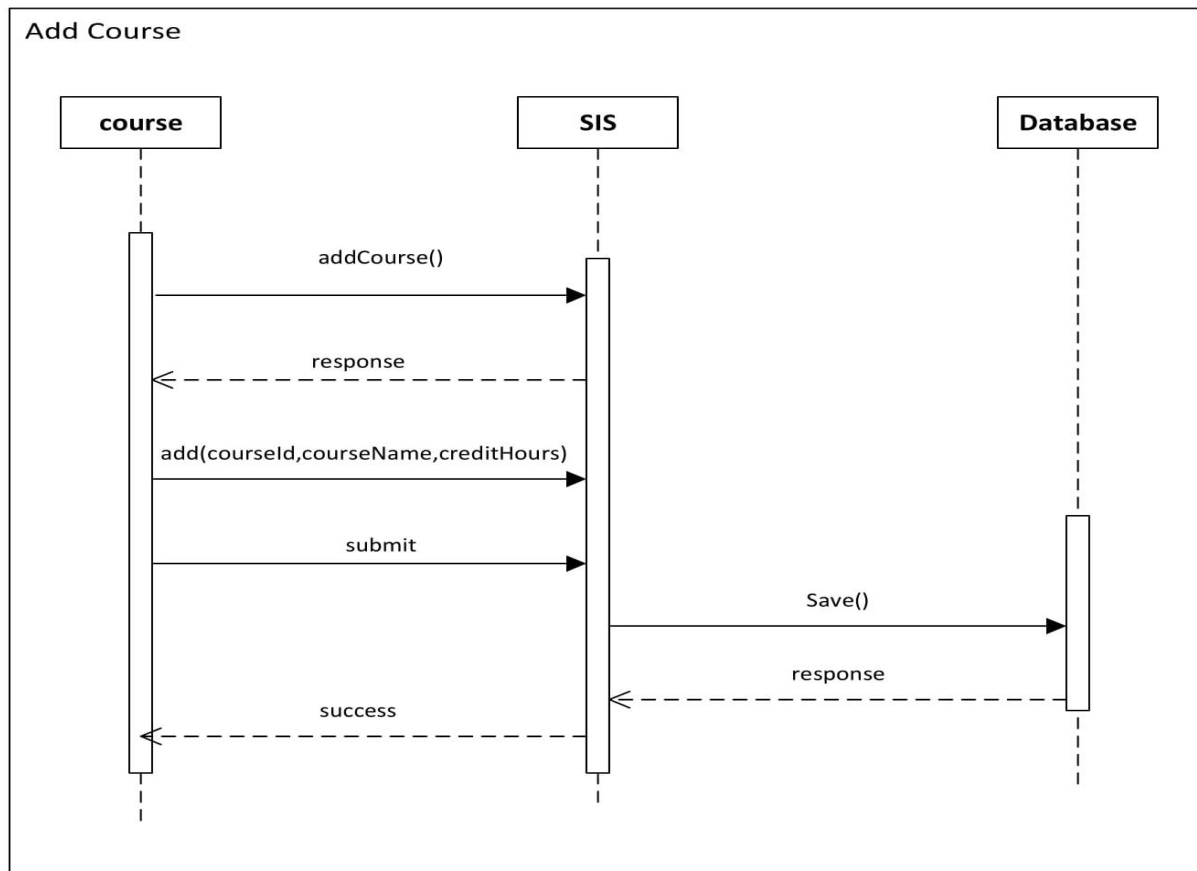 Add Course
course
SIS
Database
addCourse()
response
add(courseId,courseName,creditHours)
submit
Save()
response
success